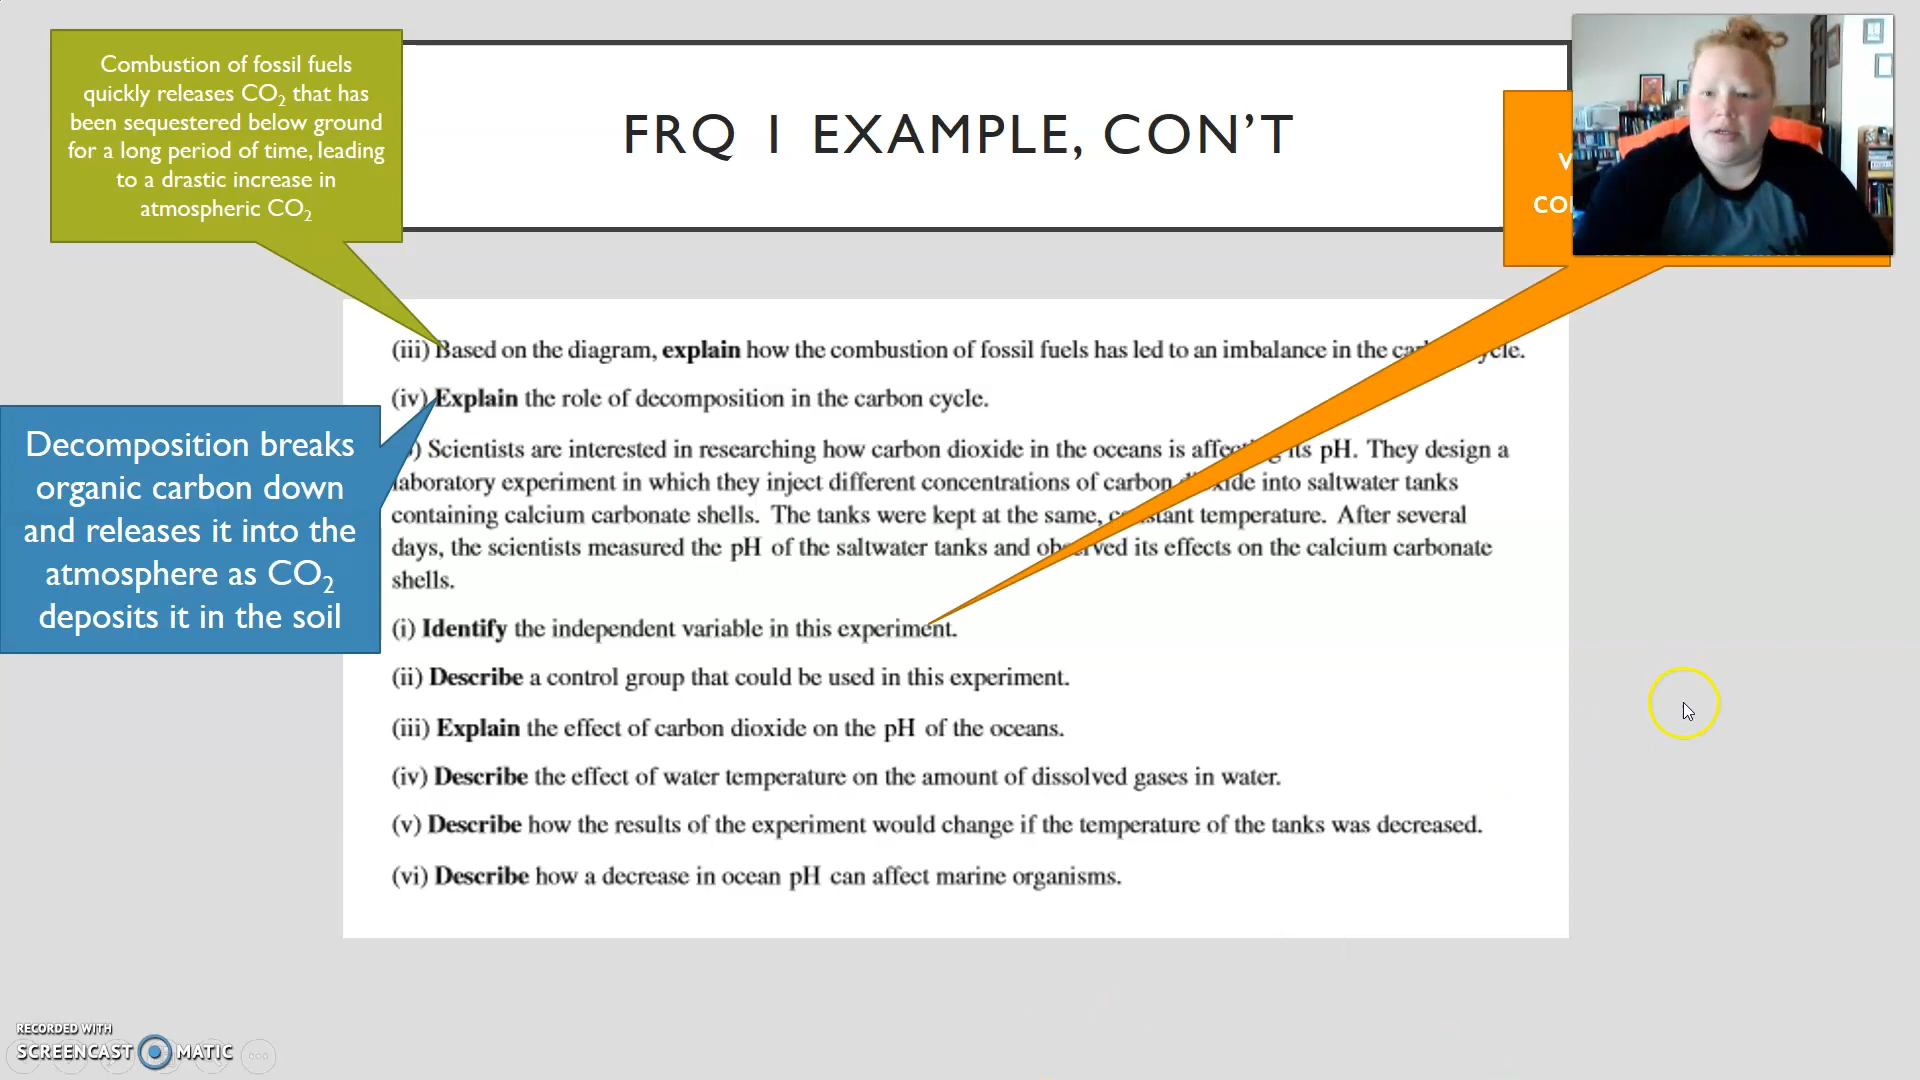 Combustion of fossil fuels
quickly releases CO₂ that has
been sequestered below ground
for a long period of time, leading
to a drastic increase in
atmospheric CO₂
FRQ 1 EXAMPLE, CON'T
(iii) Based on the diagram, explain how the combustion of fossil fuels has led to an imbalance in the cycle.
(iv) Explain the role of decomposition in the carbon cycle.
Decomposition breaks
organic carbon down
and releases it into the
atmosphere as CO₂
deposits it in the soil
Scientists are interested in researching how carbon dioxide in the oceans is affecting its pH. They design a
laboratory experiment in which they inject different concentrations of carbon dioxide into saltwater tanks
containing calcium carbonate shells. The tanks were kept at the same, constant temperature. After several
days, the scientists measured the pH of the saltwater tanks and observed its effects on the calcium carbonate
shells.
(i) Identify the independent variable in this experiment.
(ii) Describe a control group that could be used in this experiment.
(iii) Explain the effect of carbon dioxide on the pH of the oceans.
(iv) Describe the effect of water temperature on the amount of dissolved gases in water.
(v) Describe how the results of the experiment would change if the temperature of the tanks was decreased.
(vi) Describe how a decrease in ocean pH can affect marine organisms.
RECORDED WITH
SCREENCAST MATIC